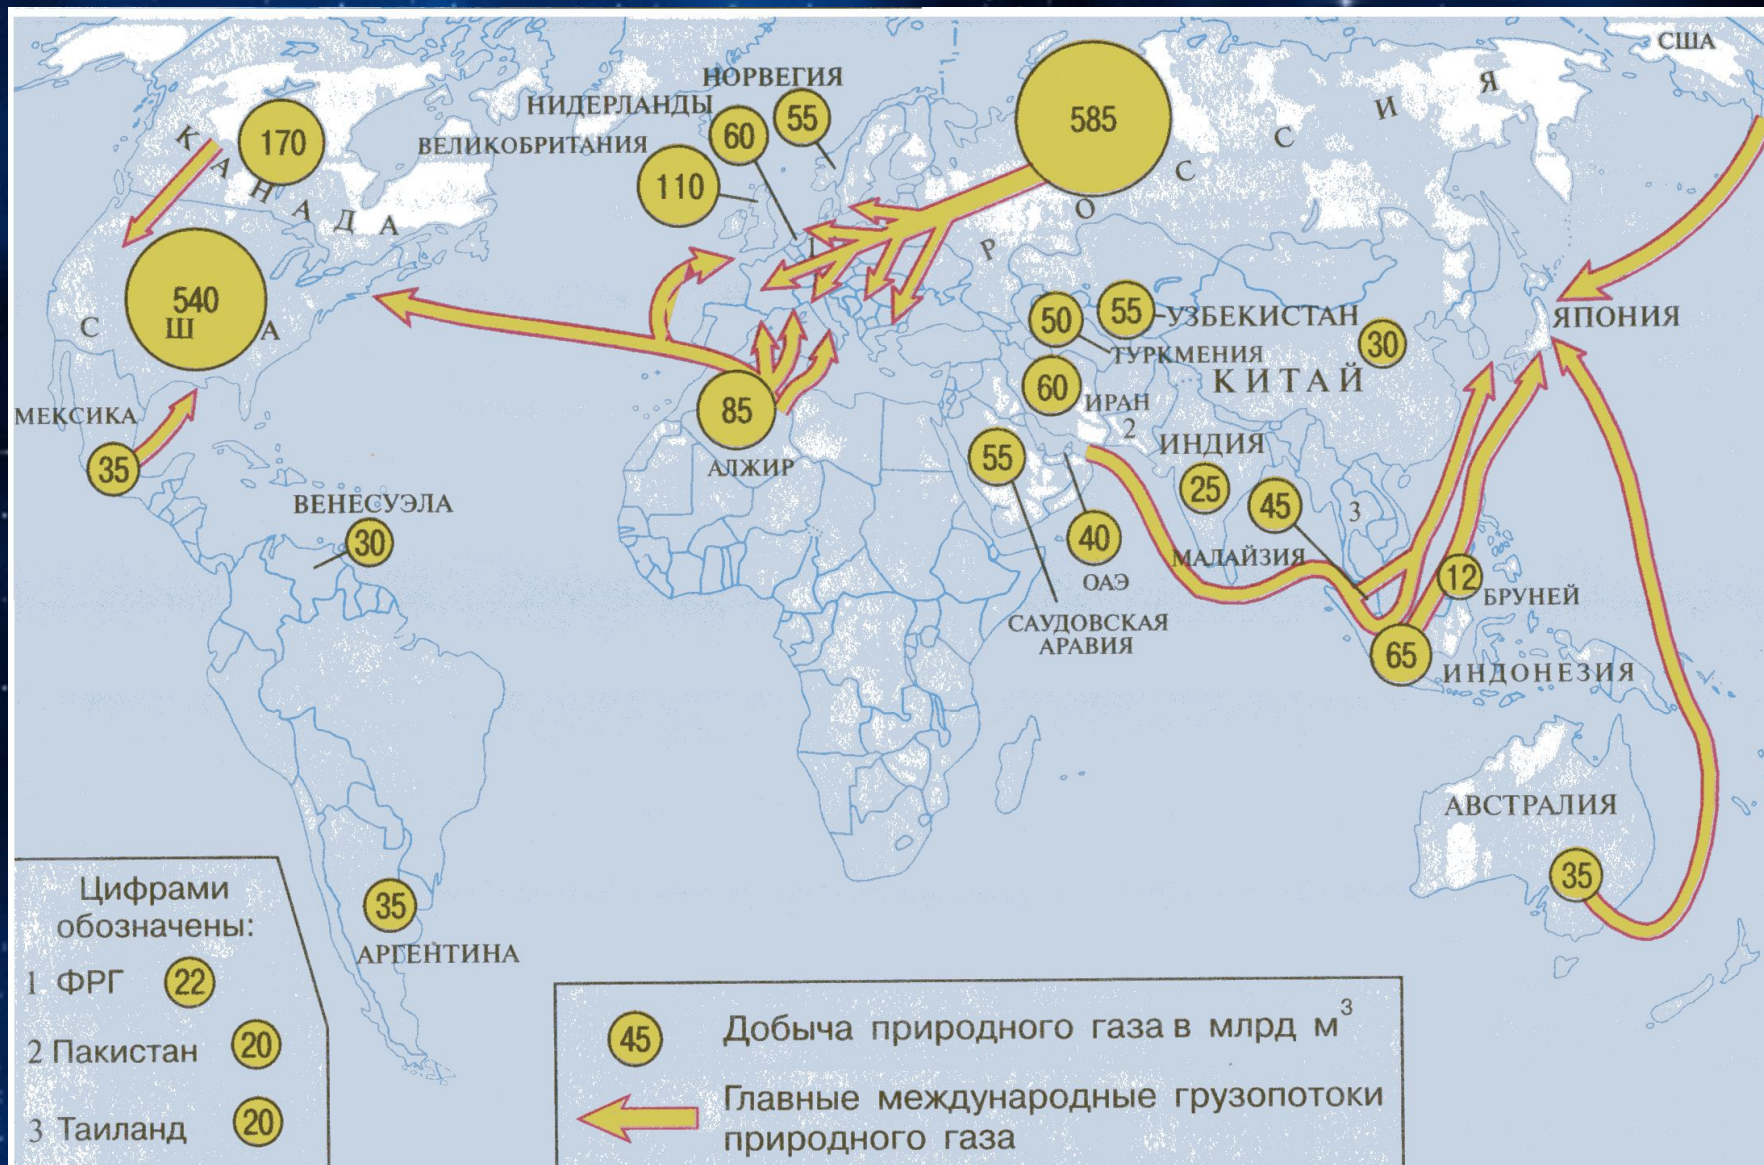 США
НОРВЕГИЯ
55
НИДЕРЛАНДЫ
60
ВЕЛИКОБРИТАНИЯ
110
585
РОССИЯ
КАНАДА
170
540
США
1
50
55
УЗБЕКИСТАН
ТУРКМЕНИЯ
30
КИТАЙ
ЯПОНИЯ
60
ИРАН
2
МЕКСИКА
35
85
АЛЖИР
55
ИНДИЯ
25
45
3
ВЕНЕСУЭЛА
30
40
ОАЭ
МАЛАЙЗИЯ
12
БРУНЕЙ
САУДОВСКАЯ
АРАВИЯ
65
ИНДОНЕЗИЯ
АВСТРАЛИЯ
35
35
АРГЕНТИНА
Цифрами
обозначены:
1 ФРГ 22
2 Пакистан 20
3 Таиланд 20
45 Добыча природного газа в млрд м³
Главные международные грузопотоки
природного газа